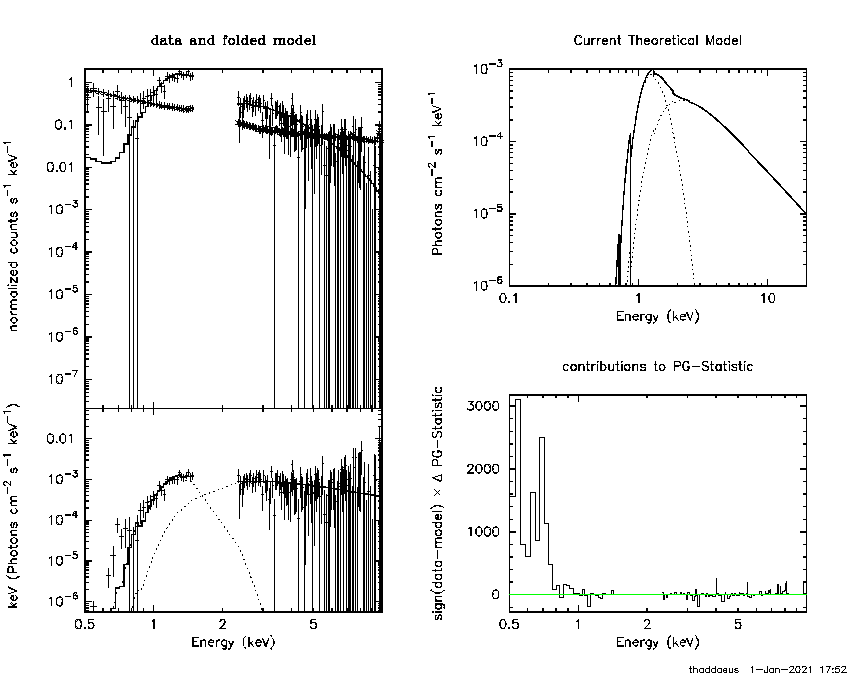 data and folded model
normalized counts s−1 keV−1
1
0.1
0.01
10−3
10−4
10−5
10−6
10−7
keV (Photons cm−2 s−1 keV−1)
0.01
10−3
10−4
10−5
10−6
0.5 1 2 5
Energy (keV)
Current Theoretical Model
Photons cm−2 s−1 keV−1
10−3
10−4
10−5
10−6
0.1 1 10
Energy (keV)
contributions to PG−Statistic
sign(data−model) × Δ PG−Statistic
3000
2000
1000
0
0.5 1 2 5
Energy (keV)
thaddaeus 1−Jan−2021 17:52